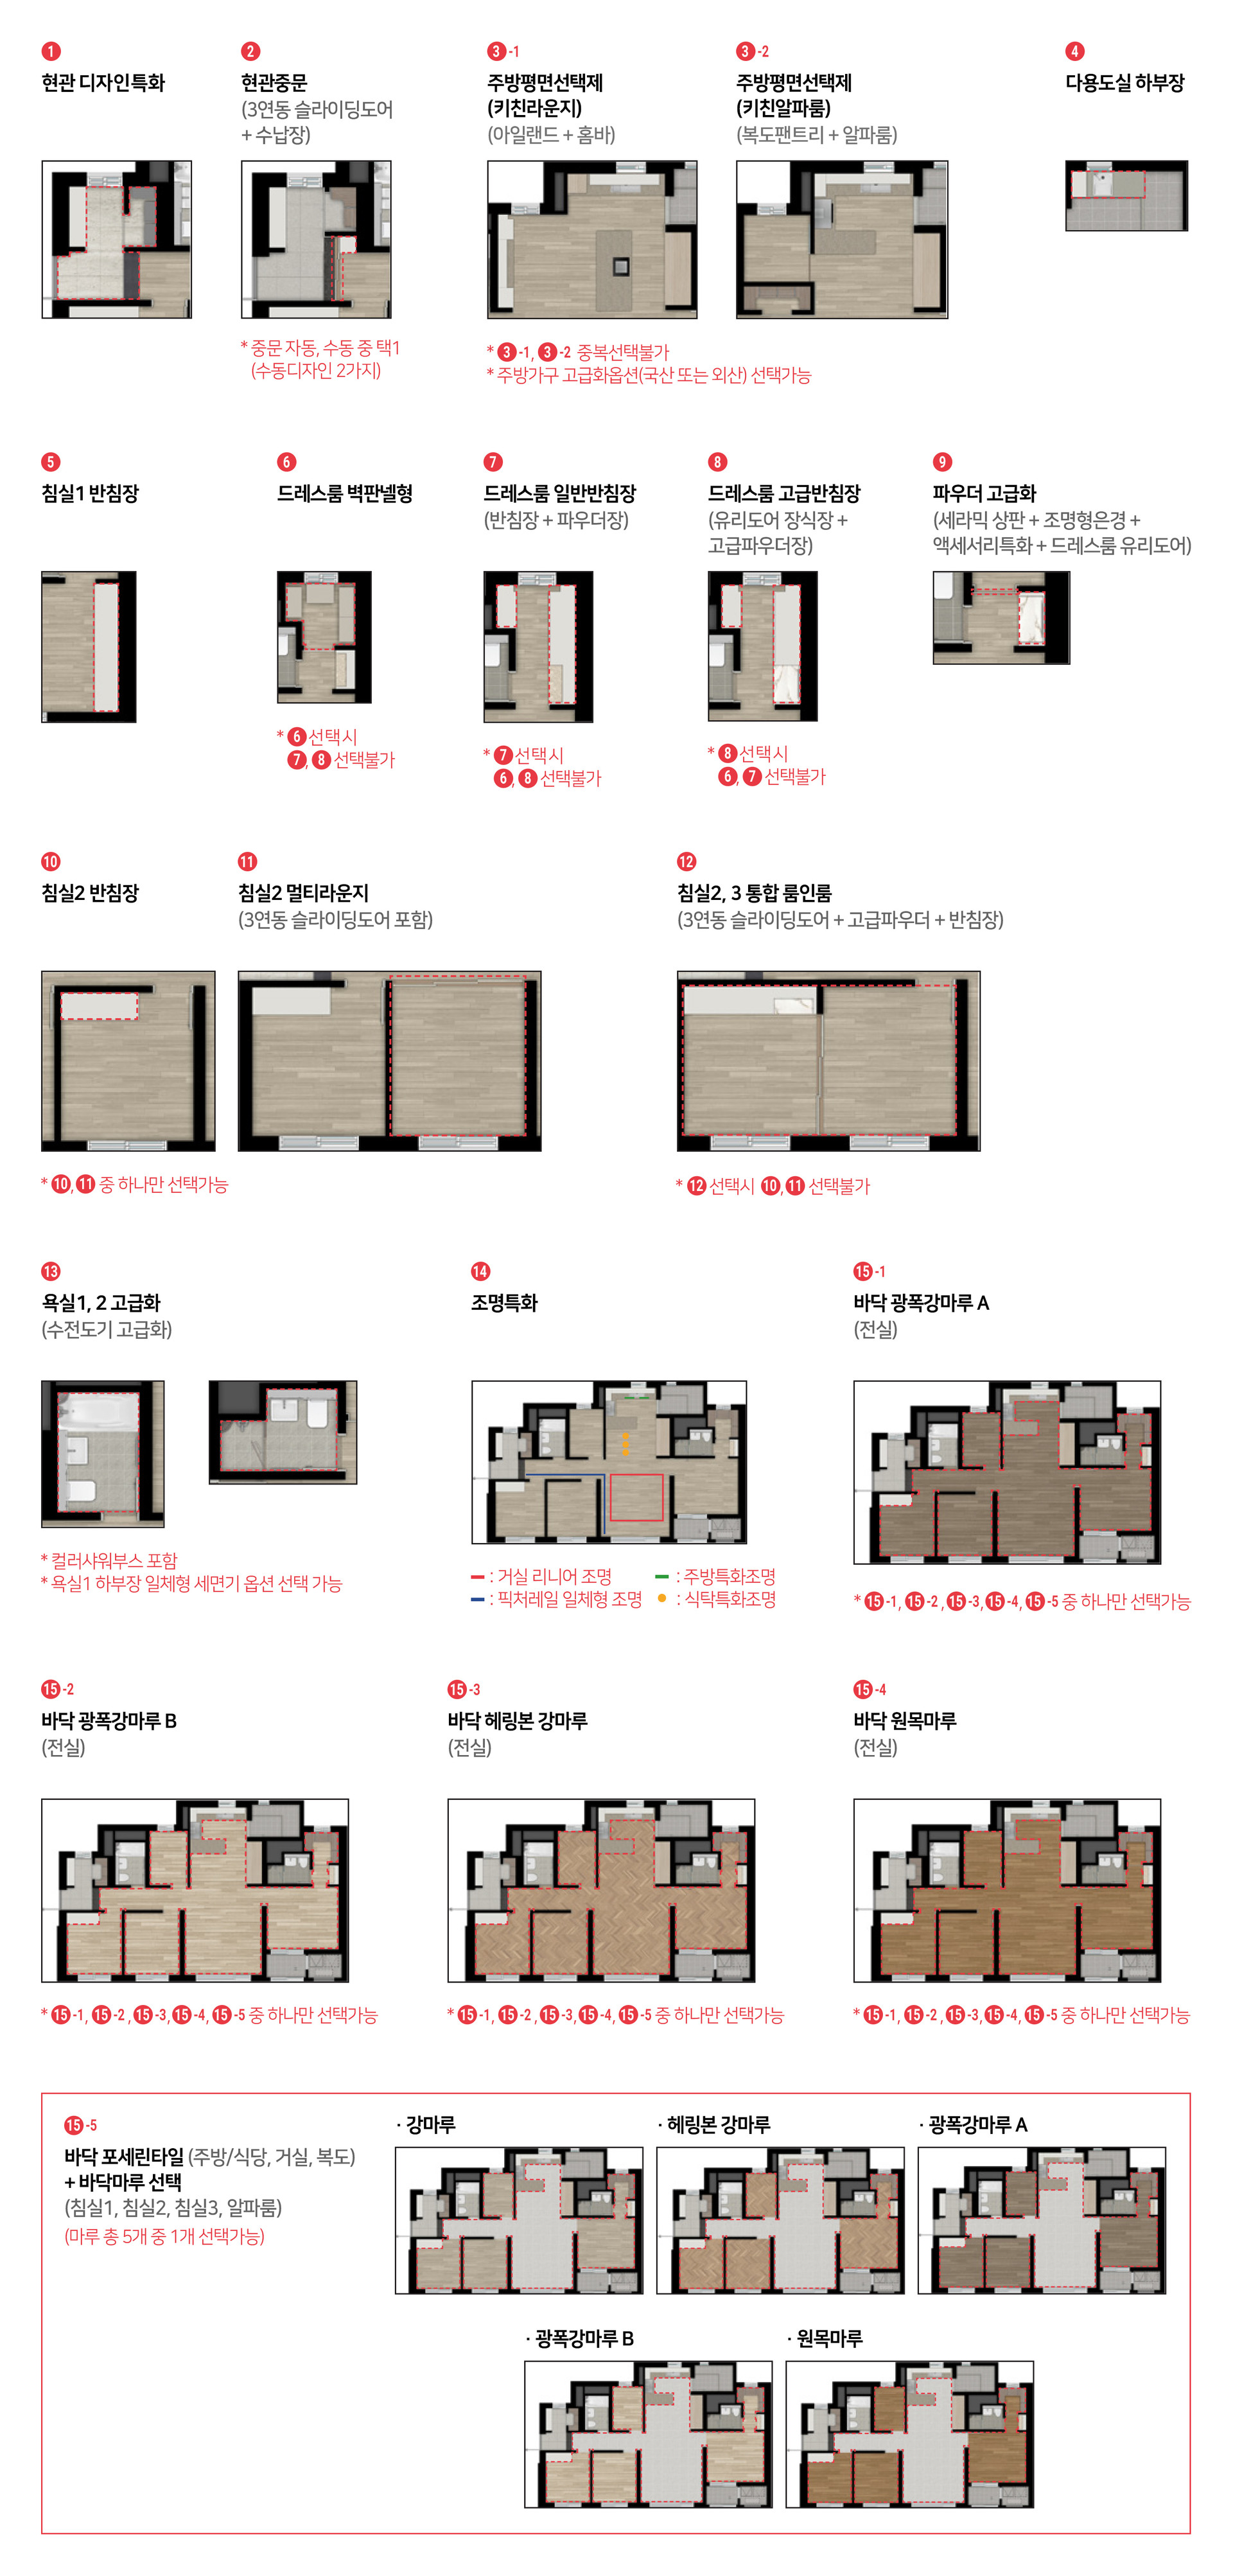 1
현관 디자인특화
2
현관중문
(3연동 슬라이딩도어
+ 수납장)
* 중문 자동, 수동 중 택1
(수동디자인 2가지)
3-1
주방평면선택제
(키친라운지)
(아일랜드 + 홈바)
3-2
주방평면선택제
(키친알파룸)
(복도팬트리 + 알파룸)
* 3-1, 3-2 중복선택불가
* 주방가구 고급화옵션(국산 또는 외산) 선택가능
4
다용도실 하부장
5
침실1 반침장
6
드레스룸 벽판넬형
* 6 선택시
7, 8 선택불가
7
드레스룸 일반반침장
(반침장 + 파우더장)
* 7 선택시
6, 8 선택불가
8
드레스룸 고급반침장
(유리도어 장식장 +
고급파우더장)
* 8 선택시
6, 7 선택불가
9
파우더 고급화
(세라믹 상판 + 조명형은경 +
액세서리특화 + 드레스룸 유리도어)
10
침실2 반침장
11
침실2 멀티라운지
(3연동 슬라이딩도어 포함)
* 10, 11 중 하나만 선택가능
12
침실2, 3 통합 룸인룸
(3연동 슬라이딩도어 + 고급파우더 + 반침장)
* 12 선택시 10, 11 선택불가
13
욕실1, 2 고급화
(수전도기 고급화)
* 컬러샤워부스 포함
* 욕실1 하부장 일체형 세면기 옵션 선택 가능
14
조명특화
: 거실 리니어 조명
: 주방특화조명
: 픽처레일 일체형 조명
: 식탁특화조명
15-1
바닥 광폭강마루 A
(전실)
* 15-1, 15-2, 15-3, 15-4, 15-5 중 하나만 선택가능
15-2
바닥 광폭강마루 B
(전실)
* 15-1, 15-2, 15-3, 15-4, 15-5 중 하나만 선택가능
15-3
바닥 헤링본 강마루
(전실)
* 15-1, 15-2, 15-3, 15-4, 15-5 중 하나만 선택가능
15-4
바닥 원목마루
(전실)
* 15-1, 15-2, 15-3, 15-4, 15-5 중 하나만 선택가능
15-5
바닥 포세린타일 (주방/식당, 거실, 복도)
+ 바닥마루 선택
(침실1, 침실2, 침실3, 알파룸)
(마루 총 5개 중 1개 선택가능)
· 강마루
· 헤링본 강마루
· 광폭강마루 A
· 광폭강마루 B
· 원목마루